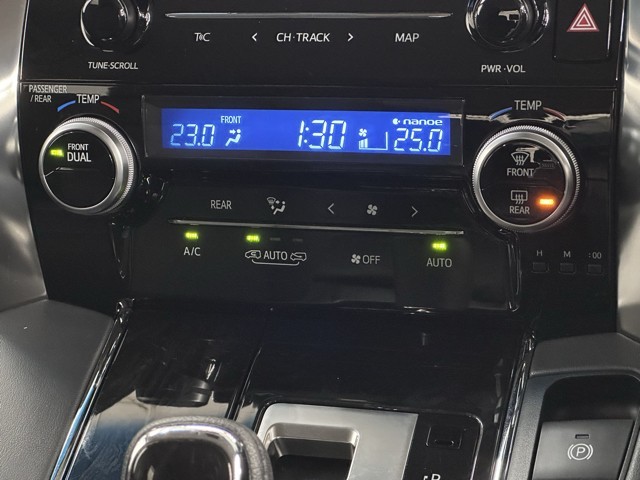 T&C < CH·TRACK > MAP
TUNE·SCROLL
PWR·VOL
PASSENGER
/REAR
TEMP
TEMP
FRONT
nanoe
23.0
1:30
25.0
FRONT
DUAL
FRONT
REAR
REAR
< >
A/C
AUTO
OFF
AUTO
H M :00
P
P